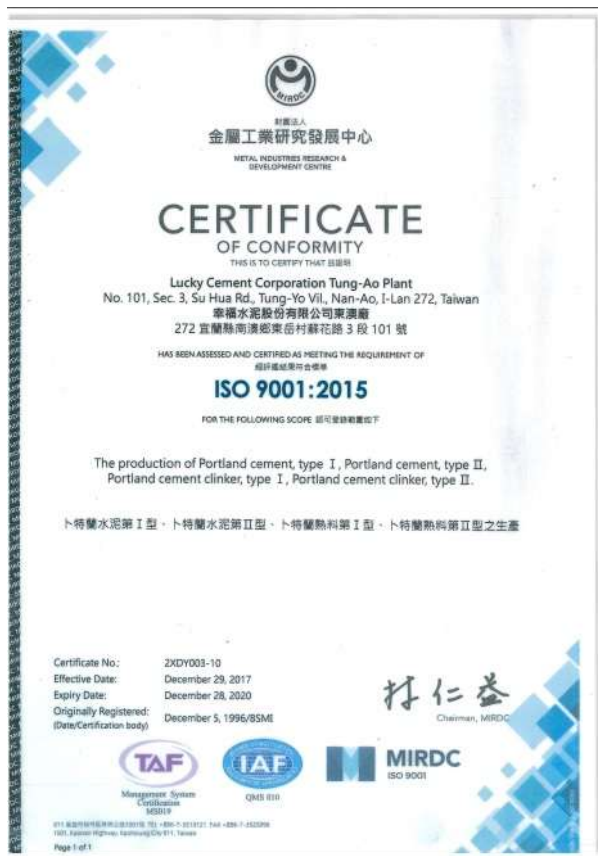 MIRDC
財團法人
金屬工業研究發展中心
METAL INDUSTRIES RESEARCH &
DEVELOPMENT CENTRE
CERTIFICATE
OF CONFORMITY
THIS IS TO CERTIFY THAT 茲證明
Lucky Cement Corporation Tung-Ao Plant
No. 101, Sec. 3, Su Hua Rd., Tung-Yo Vil., Nan-Ao, I-Lan 272, Taiwan
幸福水泥股份有限公司東澳廠
272 宜蘭縣南澳鄉東岳村蘇花路 3 段 101 號
HAS BEEN ASSESSED AND CERTIFIED AS MEETING THE REQUIREMENT OF
經評鑑結果符合標準
ISO 9001:2015
FOR THE FOLLOWING SCOPE 認可登錄範圍如下
The production of Portland cement, type I, Portland cement, type II,
Portland cement clinker, type I, Portland cement clinker, type II.
卜特蘭水泥第 I 型、卜特蘭水泥第 II 型、卜特蘭熟料第 I 型、卜特蘭熟料第 II 型之生產
Certificate No.: 2XDY003-10
Effective Date: December 29, 2017
Expiry Date: December 28, 2020
Originally Registered: December 5, 1996/BSMI
(Date/Certification body)
Chairman, MIRDC
TAF
Management System
Certification
MS019
IAF
QMS 010
MIRDC
ISO 9001
Page 1 of 1